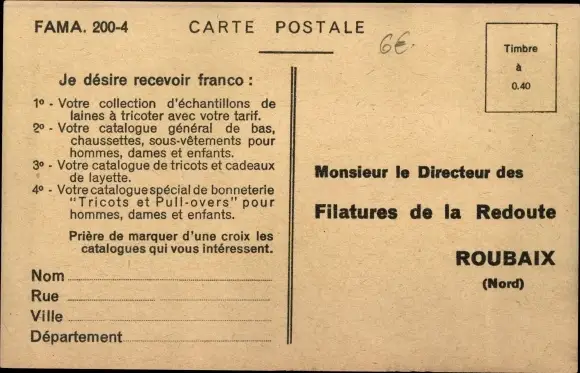 FAMA. 200-4
CARTE POSTALE
6€
Timbre
à
0.40
Je désire recevoir franco :
1º - Votre collection d'échantillons de
laines à tricoter avec votre tarif.
2º - Votre catalogue général de bas,
chaussettes, sous-vêtements pour
hommes, dames et enfants.
3º - Votre catalogue de tricots et cadeaux
de layette.
4º - Votre catalogue spécial de bonneterie
"Tricots et Pull-overs" pour
hommes, dames et enfants.
Prière de marquer d'une croix les
catalogues qui vous intéressent.
Nom
Rue
Ville
Département
Monsieur le Directeur des
Filatures de la Redoute
ROUBAIX
(Nord)